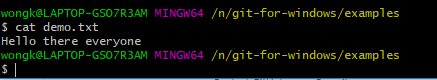 wongk@LAPTOP-GSO7R3AM MINGW64 /n/git-for-windows/examples
$ cat demo.txt
Hello there everyone
wongk@LAPTOP-GSO7R3AM MINGW64 /n/git-for-windows/examples
$